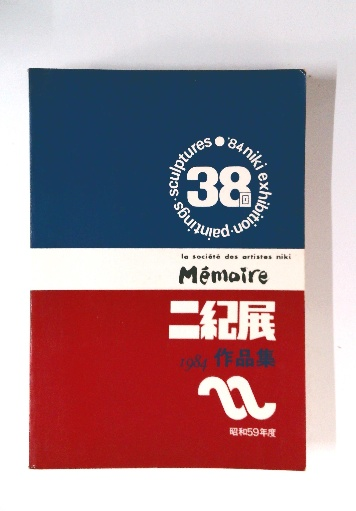 '84 niki exhibition・paintings・sculptures●
38回
la société des artistes niki
Mémoire
二紀展
1984 作品集
昭和59年度